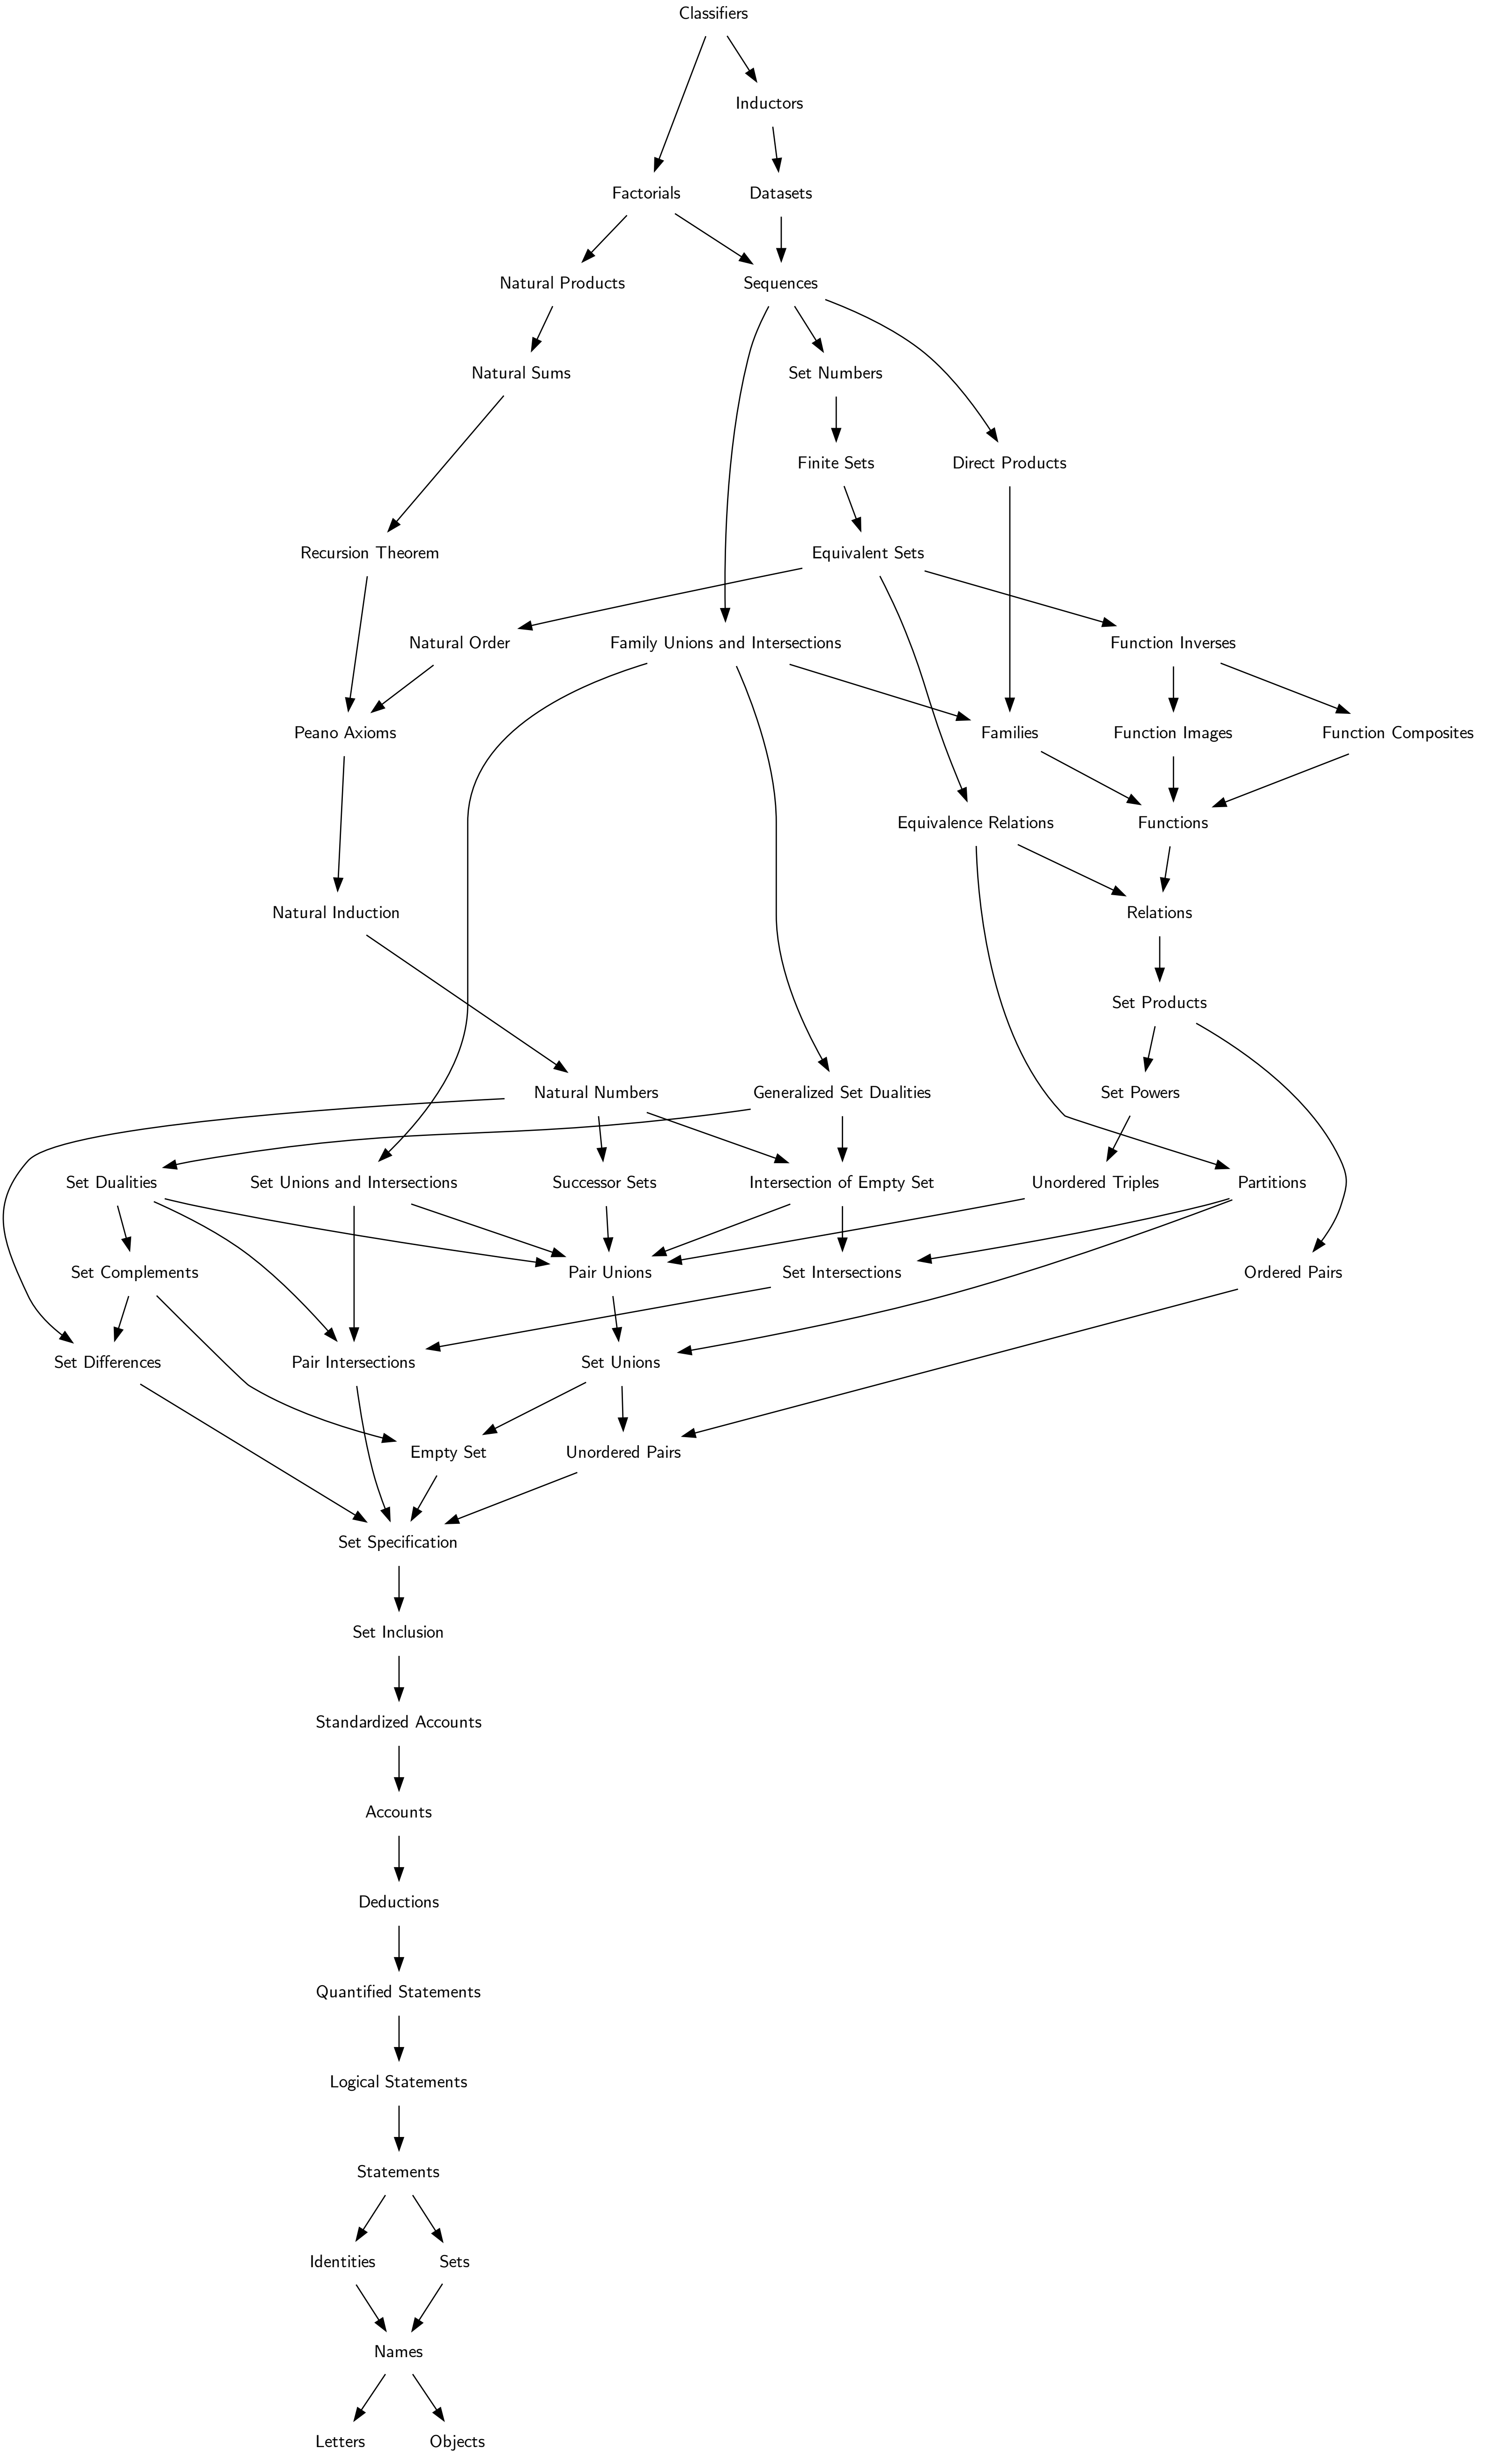 Classifiers
Inductors
Factorials
Datasets
Natural Products
Sequences
Natural Sums
Set Numbers
Finite Sets
Direct Products
Recursion Theorem
Equivalent Sets
Natural Order
Family Unions and Intersections
Function Inverses
Peano Axioms
Families
Function Images
Function Composites
Equivalence Relations
Functions
Natural Induction
Relations
Set Products
Natural Numbers
Generalized Set Dualities
Set Powers
Set Dualities
Set Unions and Intersections
Successor Sets
Intersection of Empty Set
Unordered Triples
Partitions
Set Complements
Pair Unions
Set Intersections
Ordered Pairs
Set Differences
Pair Intersections
Set Unions
Empty Set
Unordered Pairs
Set Specification
Set Inclusion
Standardized Accounts
Accounts
Deductions
Quantified Statements
Logical Statements
Statements
Identities
Sets
Names
Letters
Objects